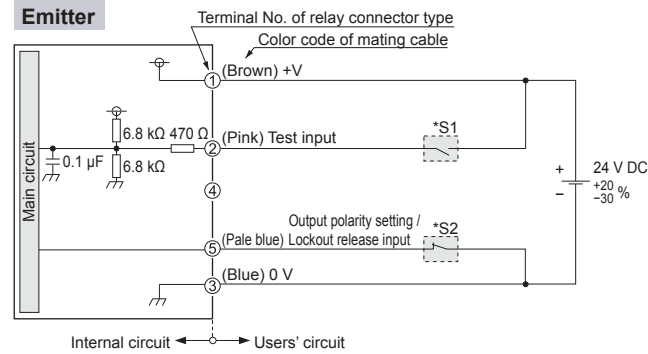 Emitter
Terminal No. of relay connector type
Color code of mating cable
1 (Brown) +V
6.8 kΩ 470 Ω 2 (Pink) Test input *S1
0.1 µF 6.8 kΩ
Main circuit
4
+ 24 V DC
− +20 −30 %
Output polarity setting / *S2
5 (Pale blue) Lockout release input
3 (Blue) 0 V
Internal circuit Users' circuit